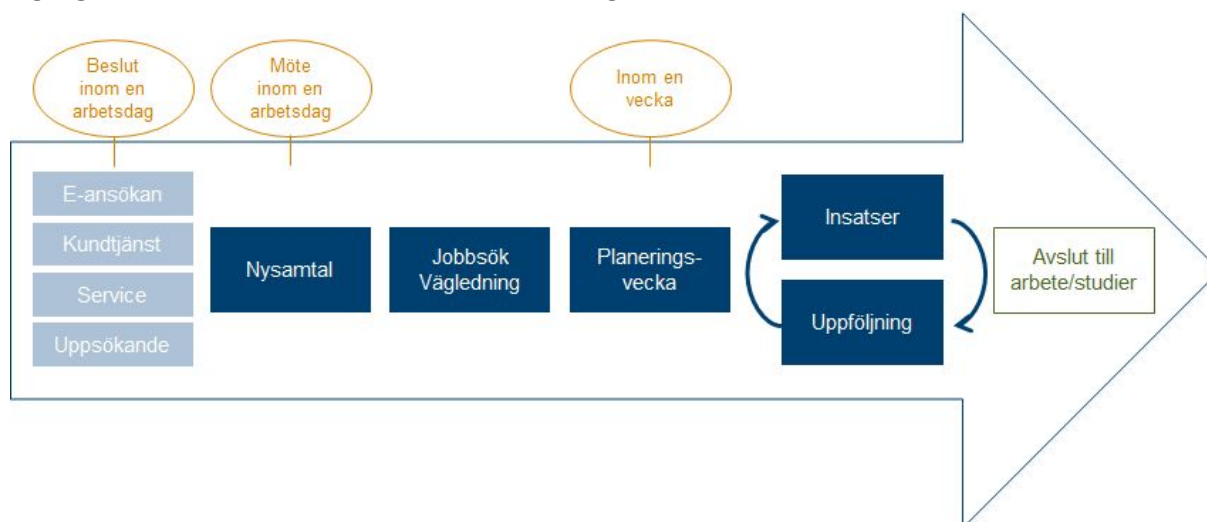 Beslut
inom en
arbetsdag
Möte
inom en
arbetsdag
Inom en
vecka
E-ansökan
Kundtjänst
Service
Uppsökande
Nysamtal
Jobbsök
Vägledning
Planerings-
vecka
Insatser
Uppföljning
Avslut till
arbete/studier